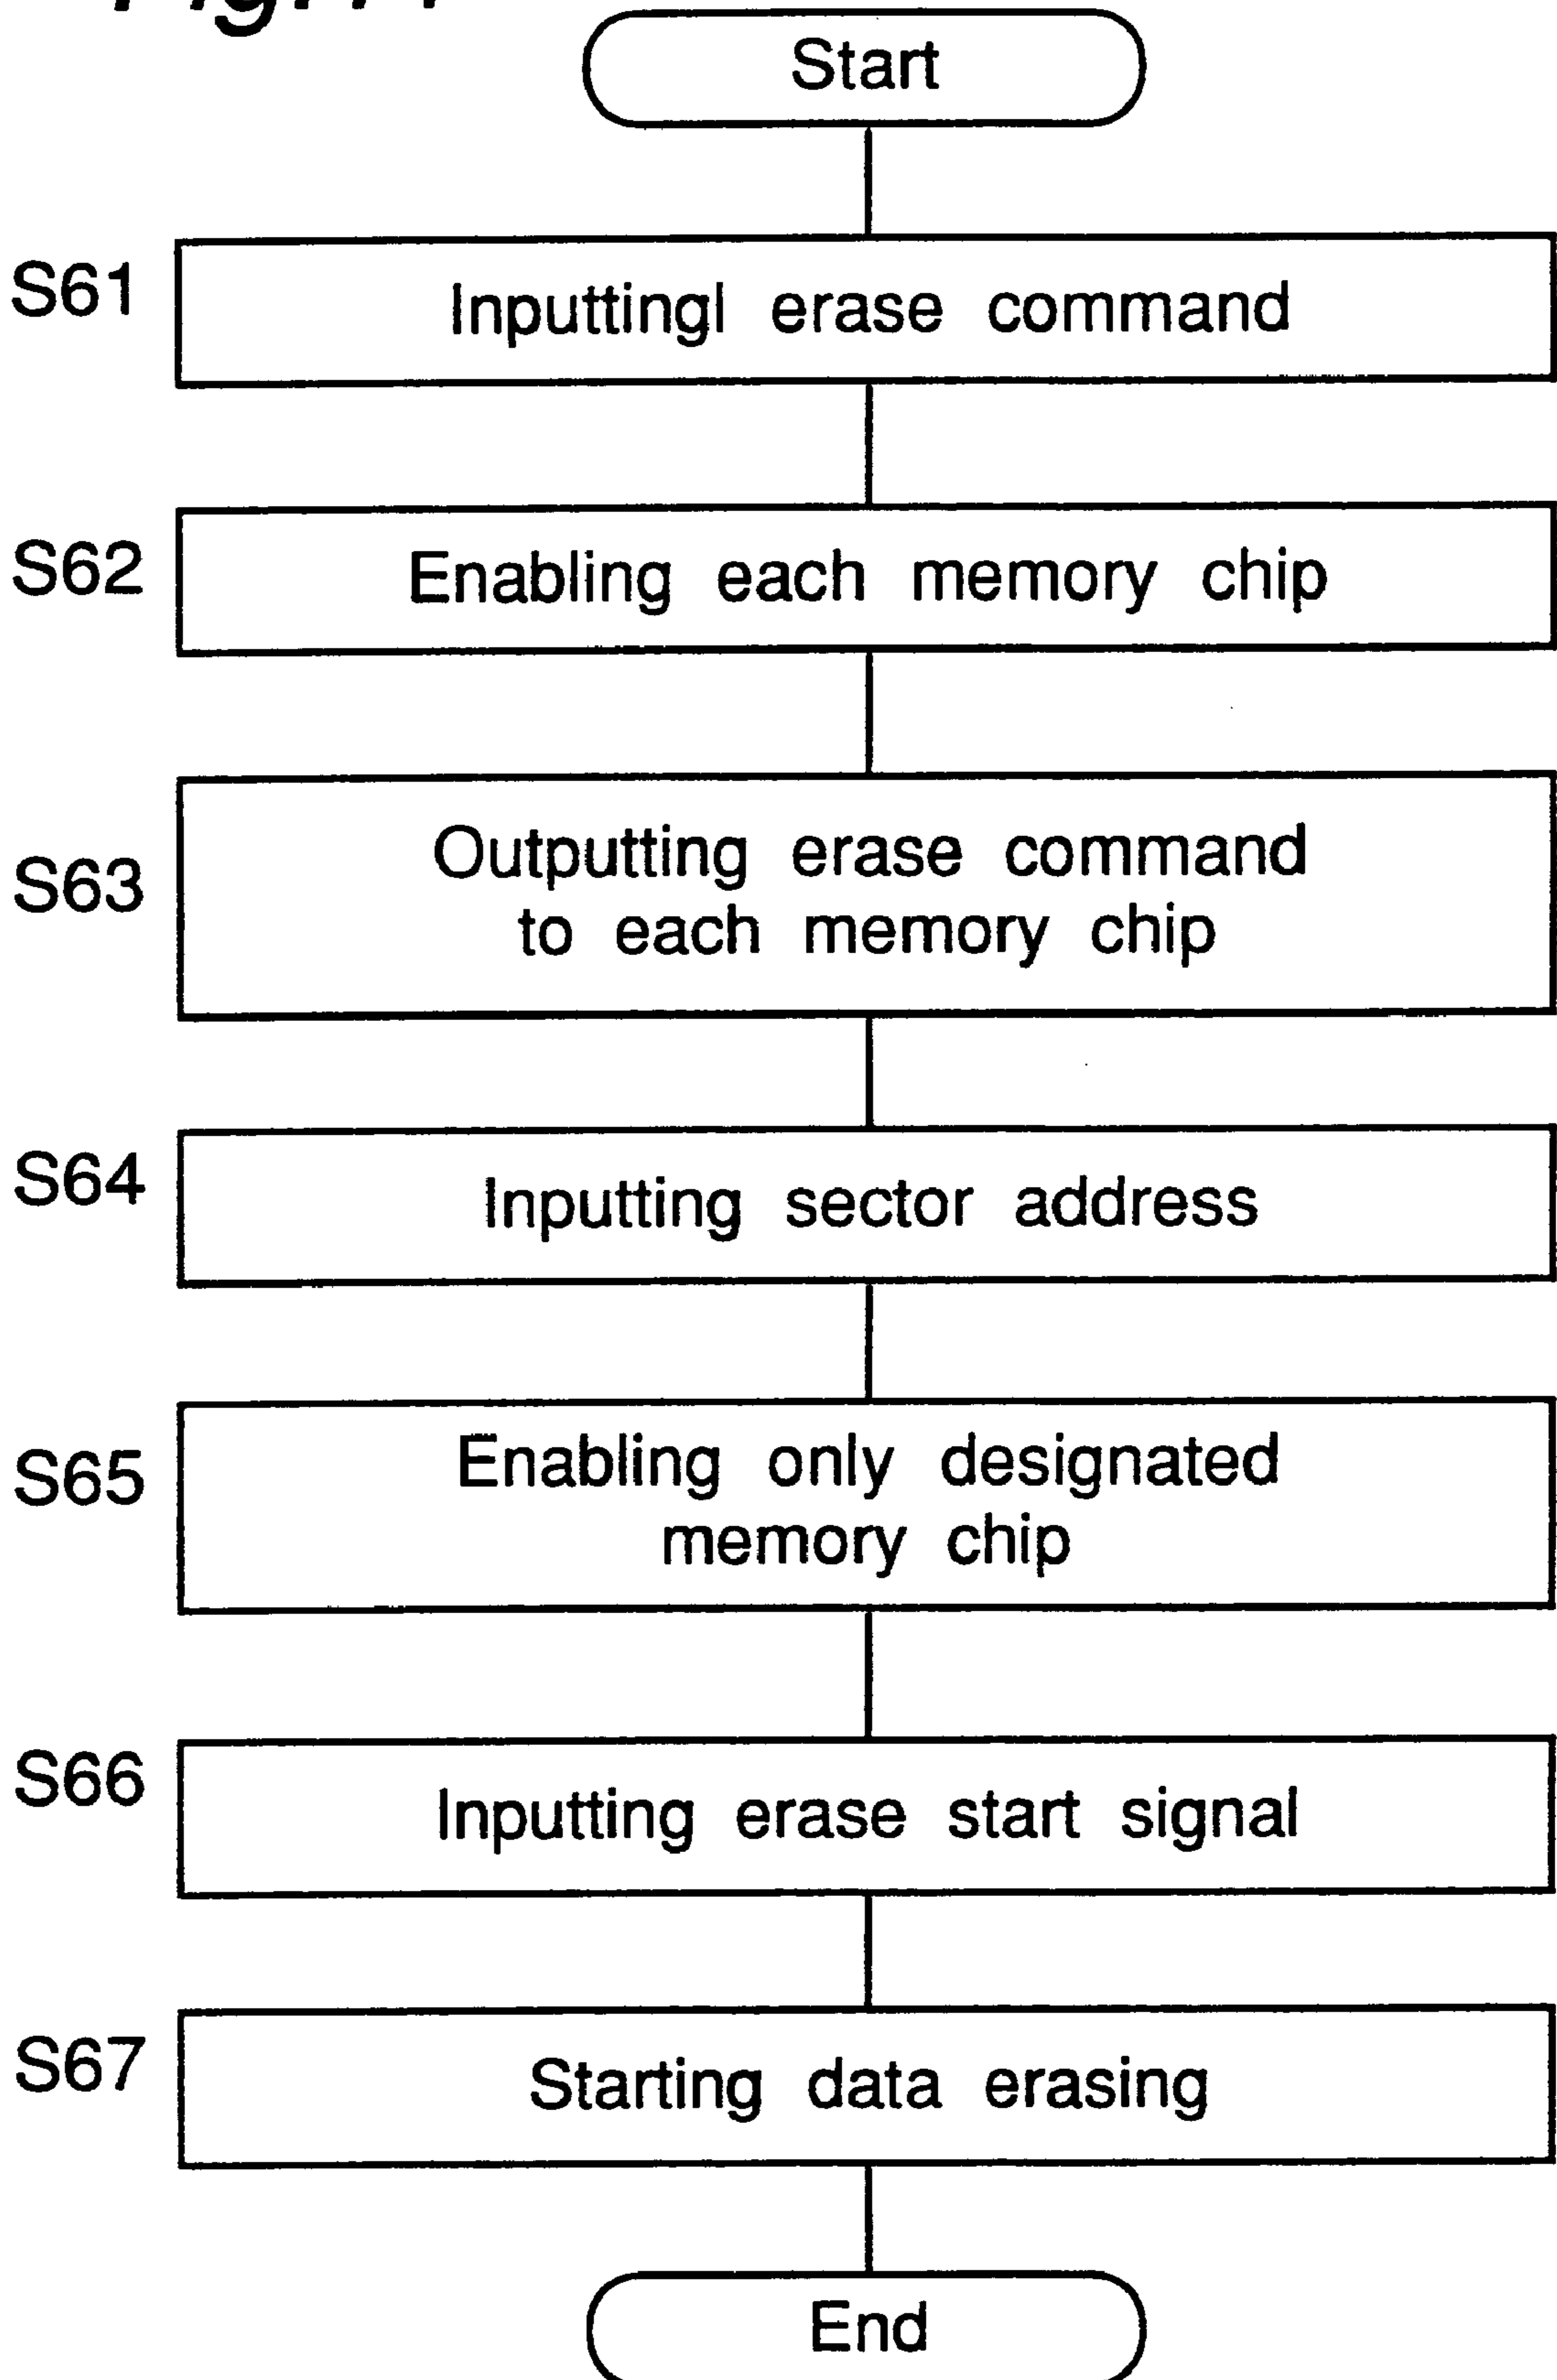 Start
S61
Inputtingl erase command
S62
Enabling each memory chip
S63
Outputting erase command
to each memory chip
S64
Inputting sector address
S65
Enabling only designated
memory chip
S66
Inputting erase start signal
S67
Starting data erasing
End